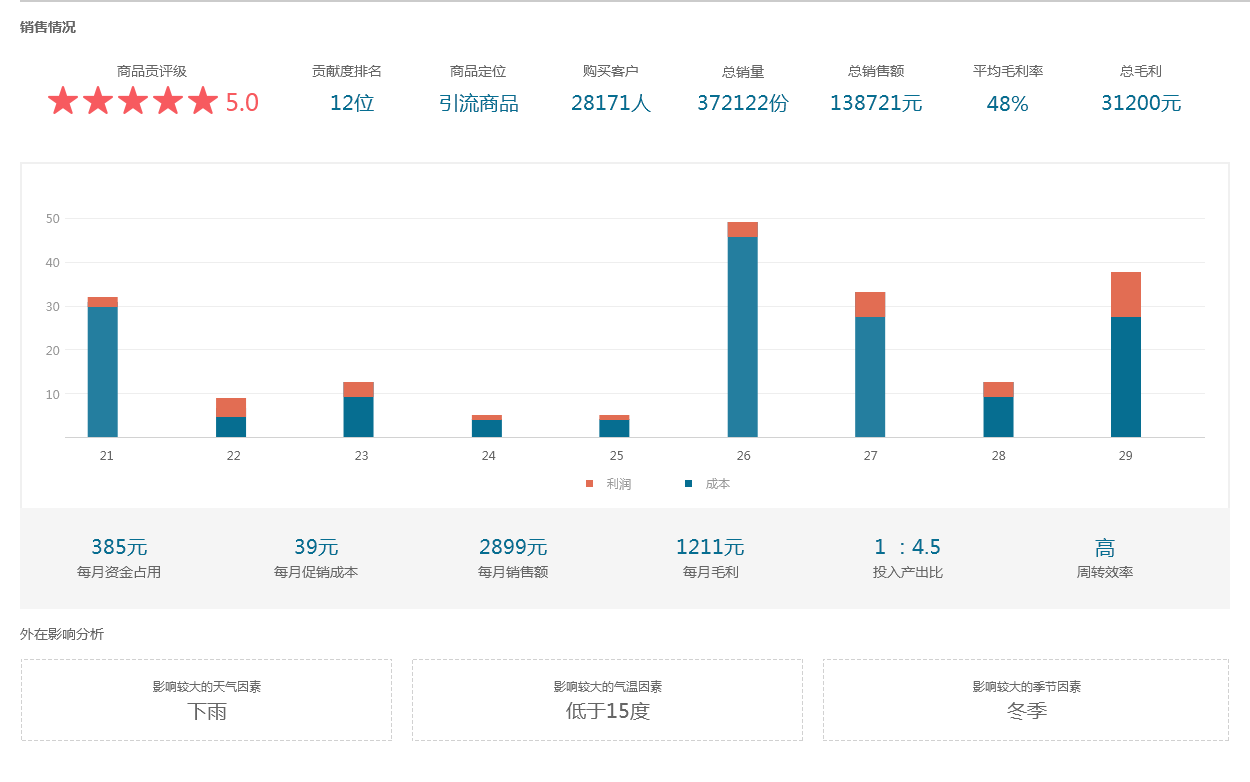 销售情况
商品贡评级 贡献度排名 商品定位 购买客户 总销量 总销售额 平均毛利率 总毛利
5.0 12位 引流商品 28171人 372122份 138721元 48% 31200元
50
40
30
20
10
21 22 23 24 25 26 27 28 29
利润 成本
385元 39元 2899元 1211元 1 : 4.5 高
每月资金占用 每月促销成本 每月销售额 每月毛利 投入产出比 周转效率
外在影响分析
影响较大的天气因素 影响较大的气温因素 影响较大的季节因素
下雨 低于15度 冬季